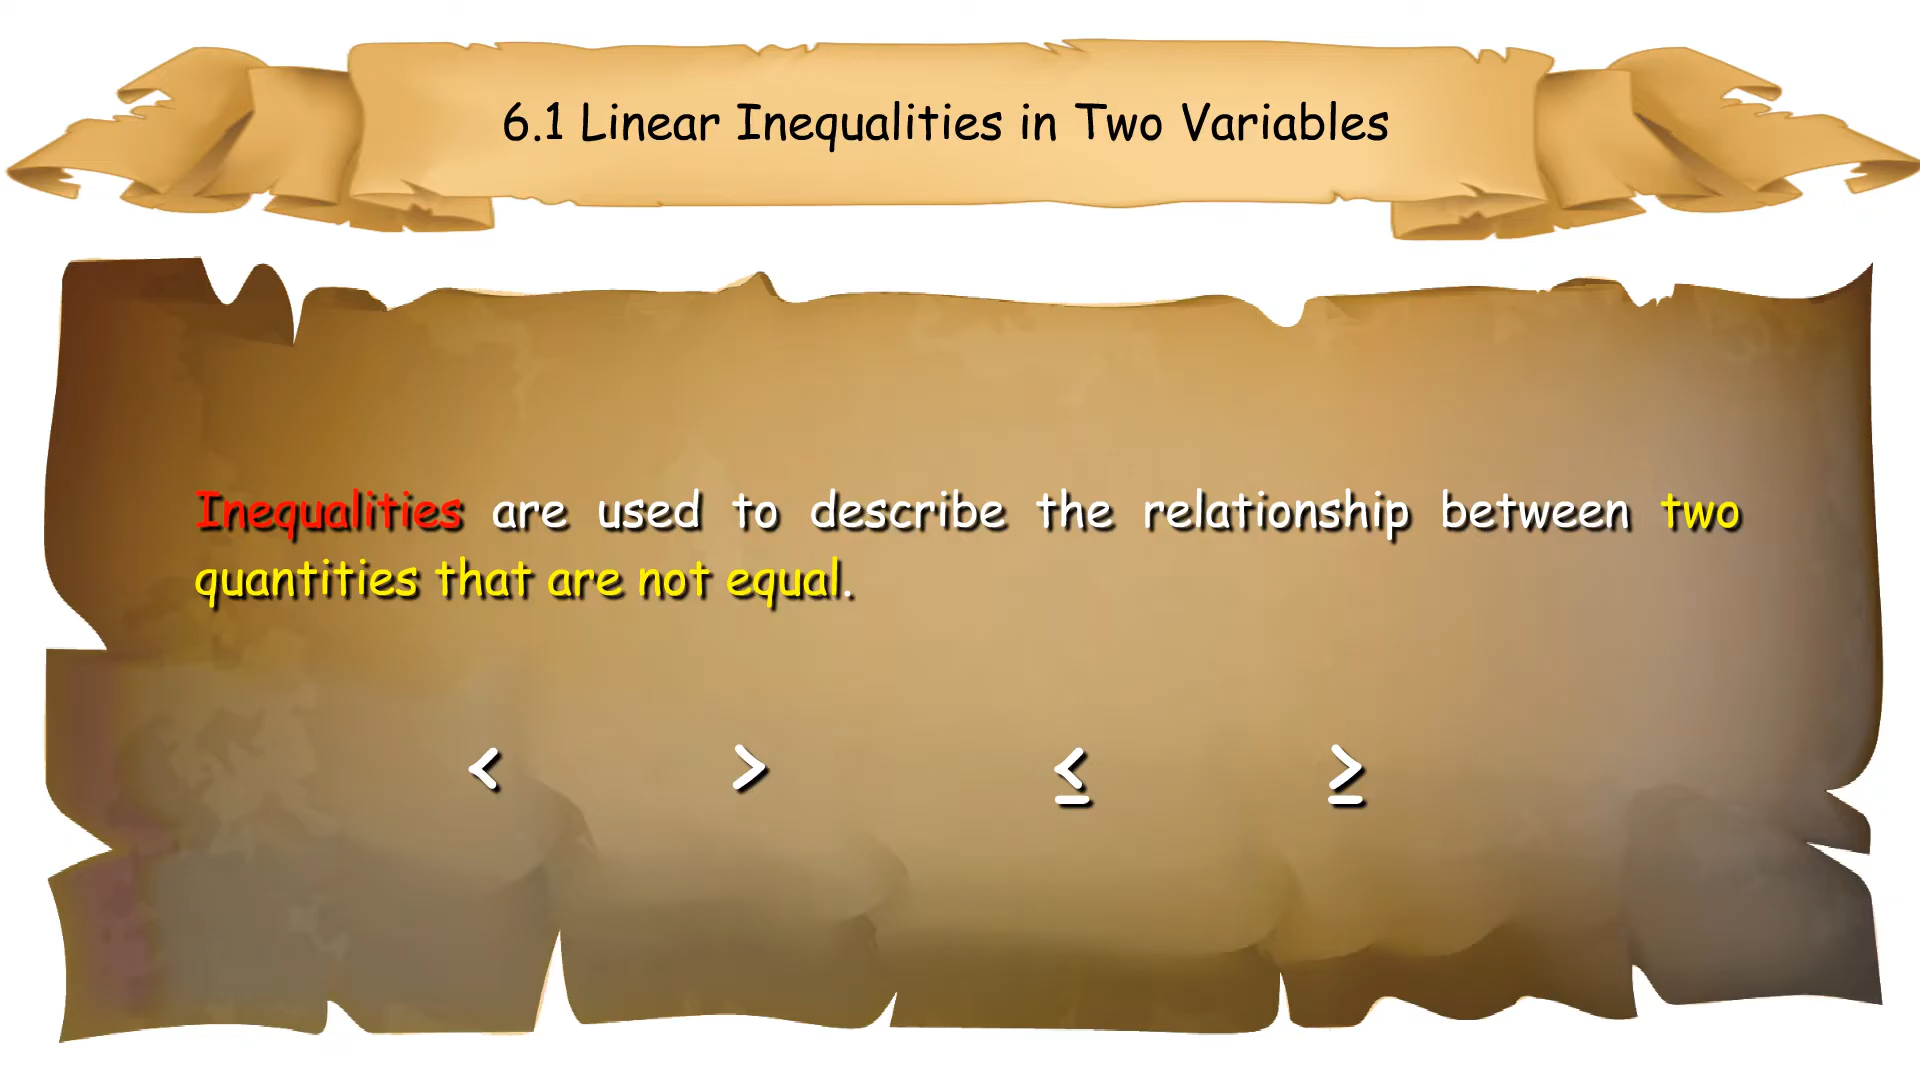 6.1 Linear Inequalities in Two Variables
Inequalities are used to describe the relationship between two
quantities that are not equal.
< > ≤ ≥